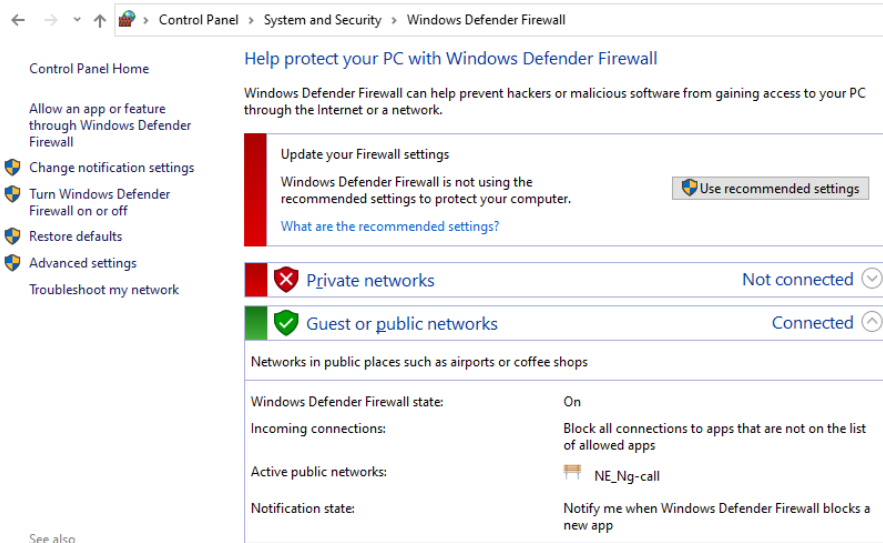 Control Panel > System and Security > Windows Defender Firewall
Control Panel Home
Allow an app or feature
through Windows Defender
Firewall
Change notification settings
Turn Windows Defender
Firewall on or off
Restore defaults
Advanced settings
Troubleshoot my network
See also
Help protect your PC with Windows Defender Firewall
Windows Defender Firewall can help prevent hackers or malicious software from gaining access to your PC
through the Internet or a network.
Update your Firewall settings
Windows Defender Firewall is not using the
recommended settings to protect your computer.
What are the recommended settings?
Use recommended settings
Private networks Not connected
Guest or public networks Connected
Networks in public places such as airports or coffee shops
Windows Defender Firewall state: On
Incoming connections: Block all connections to apps that are not on the list
of allowed apps
Active public networks: NE_Ng-call
Notification state: Notify me when Windows Defender Firewall blocks a
new app